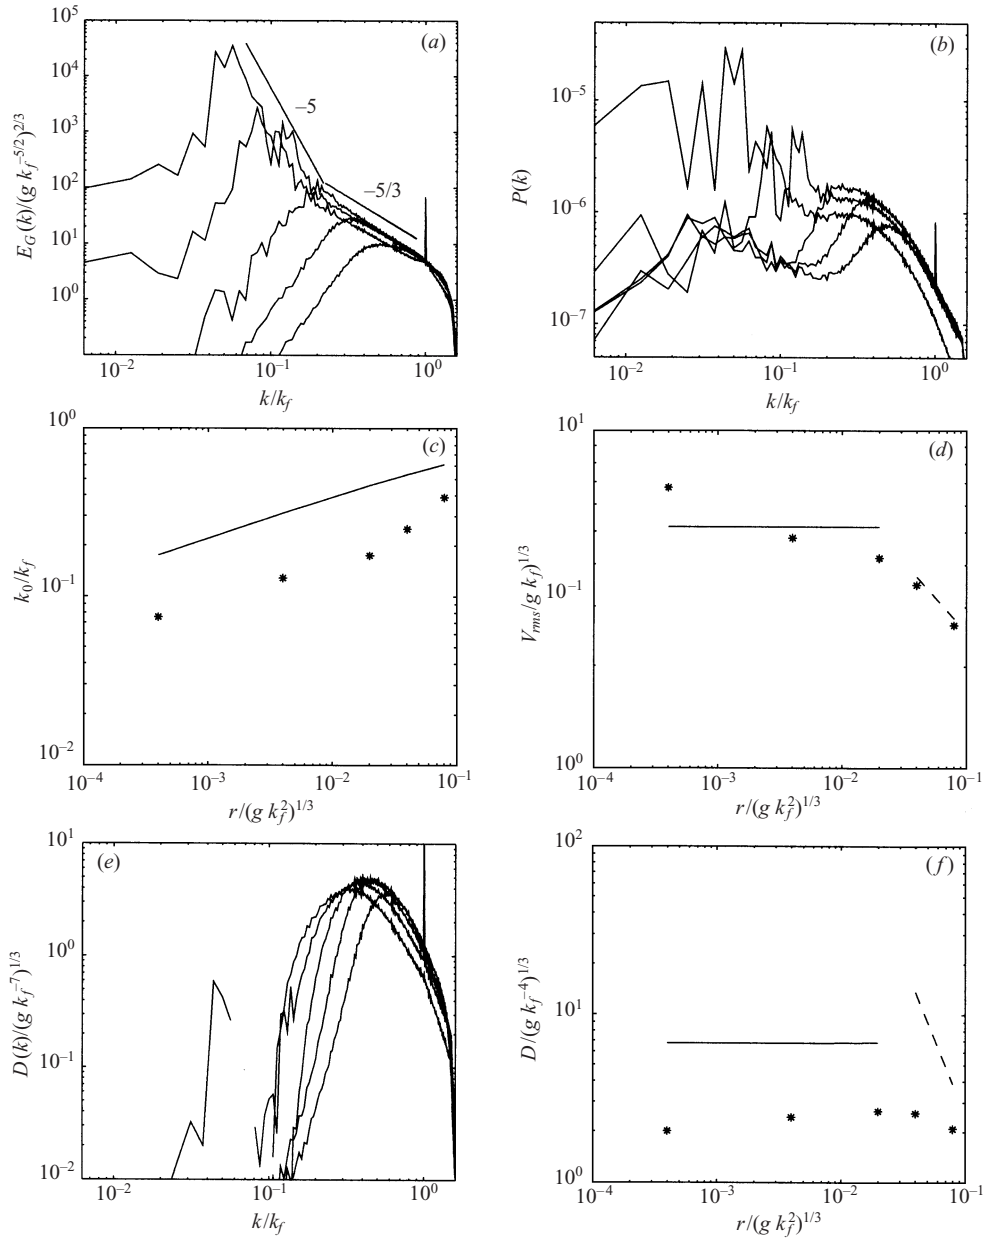 10^5
10^4
10^3
10^2
10^1
10^0
E_G(k)/(g k_f^{–5/2})^{2/3}
(a)
–5
–5/3
10^{–2}
10^{–1}
10^0
k/k_f
10^{–5}
10^{–6}
10^{–7}
P(k)
(b)
10^{–2}
10^{–1}
10^0
k/k_f
10^0
10^{–1}
10^{–2}
k_0/k_f
(c)
10^{–4}
10^{–3}
10^{–2}
10^{–1}
r/(g k_f^2)^{1/3}
10^1
10^{–1}
10^0
V_{rms}/g k_f)^{1/3}
(d)
10^{–4}
10^{–3}
10^{–2}
10^{–1}
r/(g k_f^2)^{1/3}
10^1
10^0
10^{–1}
10^{–2}
D(k)/(g k_f^{–7})^{1/3}
(e)
10^{–2}
10^{–1}
10^0
k/k_f
10^2
10^1
10^0
D/(g k_f^{–4})^{1/3}
(f)
10^{–4}
10^{–3}
10^{–2}
10^{–1}
r/(g k_f^2)^{1/3}